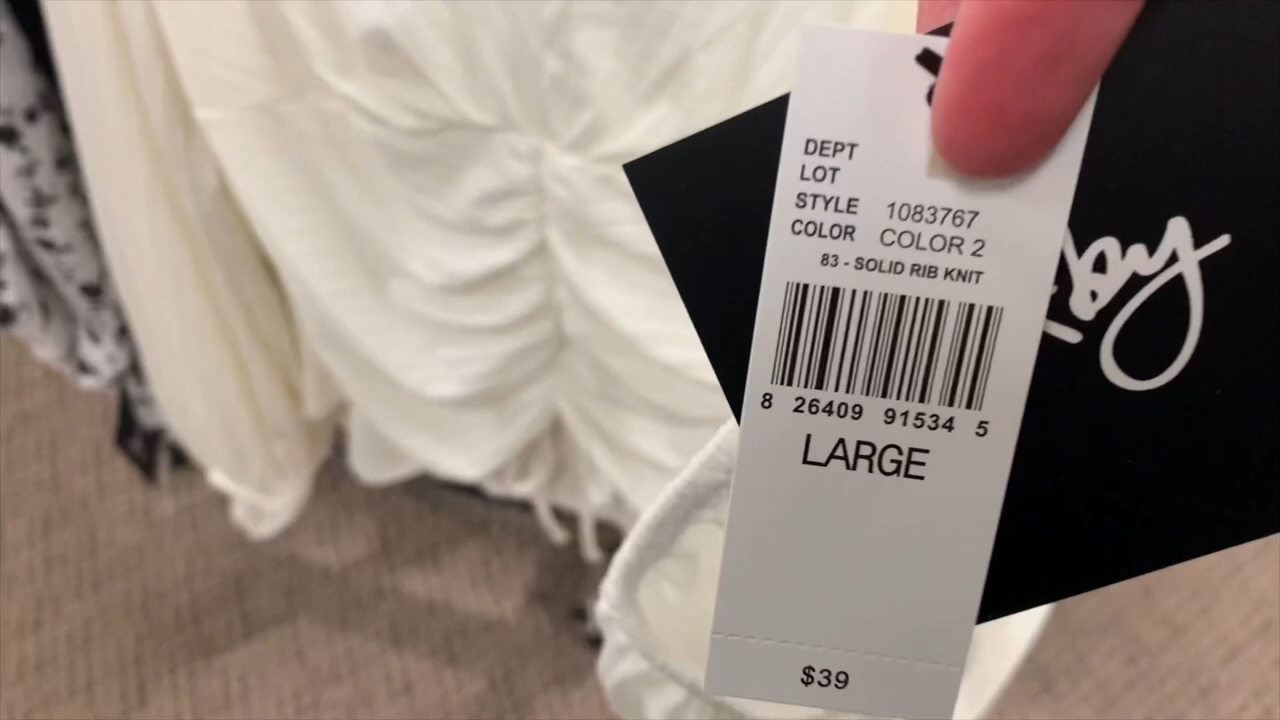 DEPT
LOT
STYLE 1083767
COLOR COLOR 2
83 - SOLID RIB KNIT
8 26409 91534 5
LARGE
$39